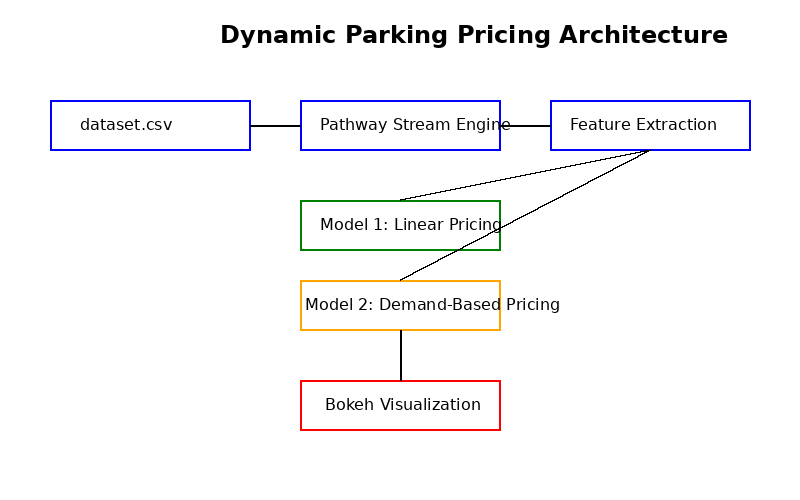 Dynamic Parking Pricing Architecture
dataset.csv
Pathway Stream Engine
Feature Extraction
Model 1: Linear Pricing
Model 2: Demand-Based Pricing
Bokeh Visualization